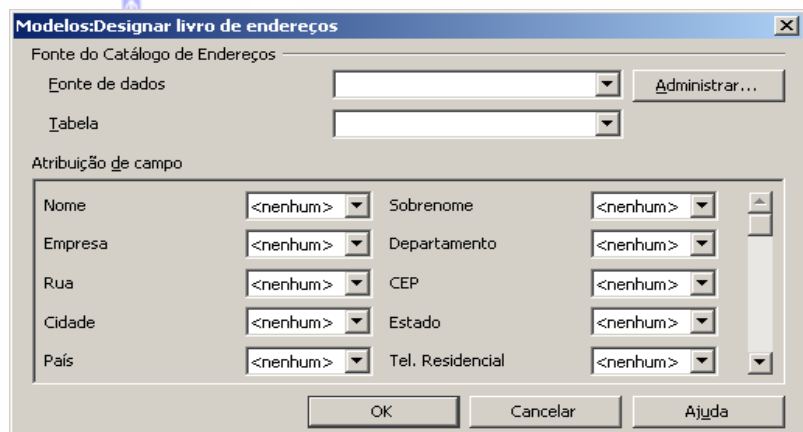 Modelos:Designar livro de endereços
Fonte do Catálogo de Endereços
Fonte de dados Administrar...
Tabela
Atribuição de campo
Nome <nenhum> Sobrenome <nenhum>
Empresa <nenhum> Departamento <nenhum>
Rua <nenhum> CEP <nenhum>
Cidade <nenhum> Estado <nenhum>
País <nenhum> Tel. Residencial <nenhum>
OK Cancelar Ajuda